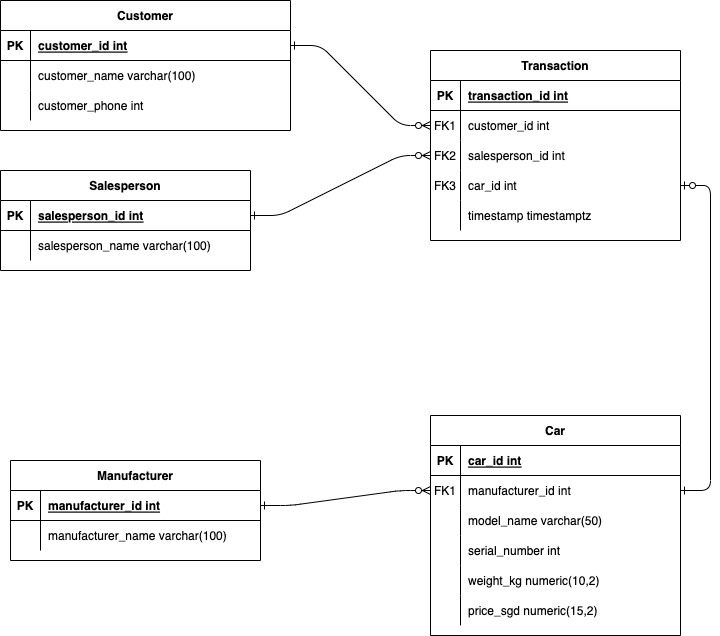 Customer
PK customer_id int
customer_name varchar(100)
customer_phone int
Transaction
PK transaction_id int
FK1 customer_id int
FK2 salesperson_id int
FK3 car_id int
timestamp timestamptz
Salesperson
PK salesperson_id int
salesperson_name varchar(100)
Manufacturer
PK manufacturer_id int
manufacturer_name varchar(100)
Car
PK car_id int
FK1 manufacturer_id int
model_name varchar(50)
serial_number int
weight_kg numeric(10,2)
price_sgd numeric(15,2)